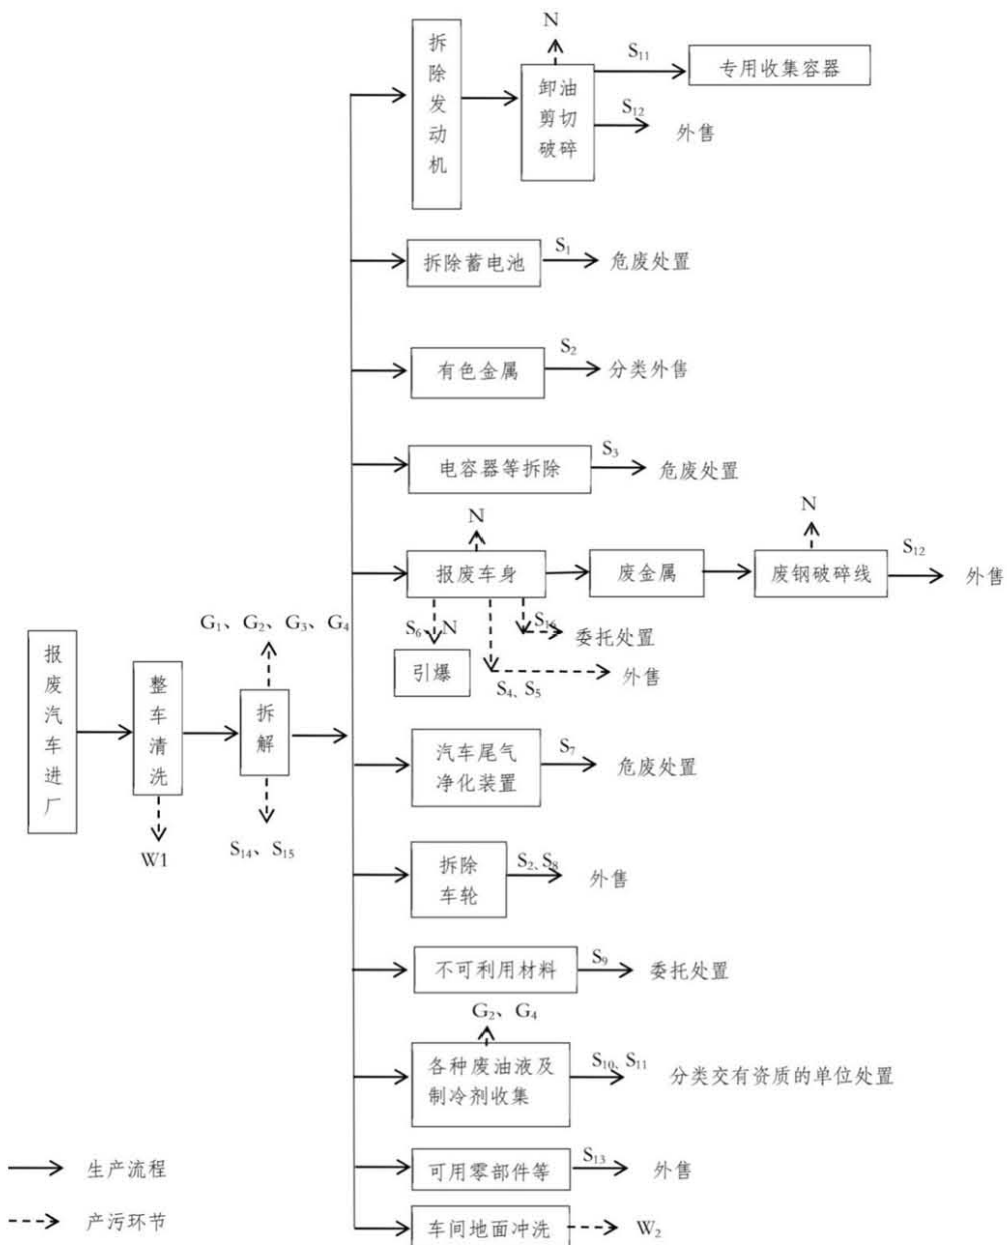 N
拆除发动机
卸油
剪切
破碎
S₁₁
专用收集容器
S₁₂
外售
拆除蓄电池
S₁
危废处置
有色金属
S₂
分类外售
电容器等拆除
S₃
危废处置
N
报废车身
废金属
N
废钢破碎线
S₁₂
外售
S₆、N
引爆
S₁₆
委托处置
S₄、S₅
外售
报废汽车进厂
整车清洗
W1
G₁、G₂、G₃、G₄
拆解
S₁₄、S₁₅
汽车尾气
净化装置
S₇
危废处置
拆除
车轮
S₂、S₈
外售
不可利用材料
S₉
委托处置
G₂、G₄
各种废油液及
制冷剂收集
S₁₀、S₁₁
分类交有资质的单位处置
可用零部件等
S₁₃
外售
车间地面冲洗
W₂
生产流程
产污环节